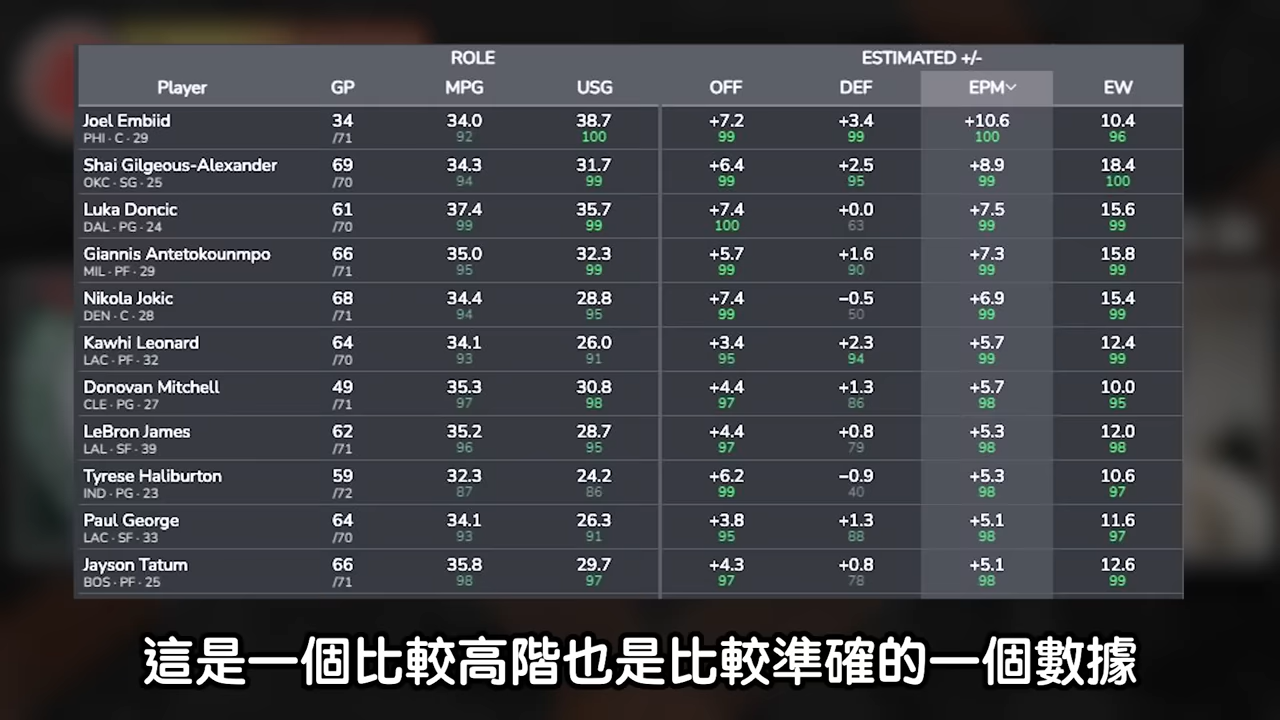 ROLE ESTIMATED +/-
Player GP MPG USG OFF DEF EPM EW
Joel Embiid 34 34.0 38.7 +7.2 +3.4 +10.6 10.4
PHI · C · 29 /71 92 100 99 99 100 96
Shai Gilgeous-Alexander 69 34.3 31.7 +6.4 +2.5 +8.9 18.4
OKC · SG · 25 /70 94 99 99 95 99 100
Luka Doncic 61 37.4 35.7 +7.4 +0.0 +7.5 15.6
DAL · PG · 24 /70 99 99 100 63 99 99
Giannis Antetokounmpo 66 35.0 32.3 +5.7 +1.6 +7.3 15.8
MIL · PF · 29 /71 95 99 99 90 99 99
Nikola Jokic 68 34.4 28.8 +7.4 −0.5 +6.9 15.4
DEN · C · 28 /71 94 95 99 50 99 99
Kawhi Leonard 64 34.1 26.0 +3.4 +2.3 +5.7 12.4
LAC · PF · 32 /70 93 91 95 94 99 99
Donovan Mitchell 49 35.3 30.8 +4.4 +1.3 +5.7 10.0
CLE · PG · 27 /71 97 98 97 86 98 95
LeBron James 62 35.2 28.7 +4.4 +0.8 +5.3 12.0
LAL · SF · 39 /71 96 95 97 79 98 98
Tyrese Haliburton 59 32.3 24.2 +6.2 −0.9 +5.3 10.6
IND · PG · 23 /72 87 86 99 40 98 97
Paul George 64 34.1 26.3 +3.8 +1.3 +5.1 11.6
LAC · SF · 33 /70 93 91 95 88 98 97
Jayson Tatum 66 35.8 29.7 +4.3 +0.8 +5.1 12.6
BOS · PF · 25 /71 98 97 97 78 98 99
這是一個比較高階也是比較準確的一個數據